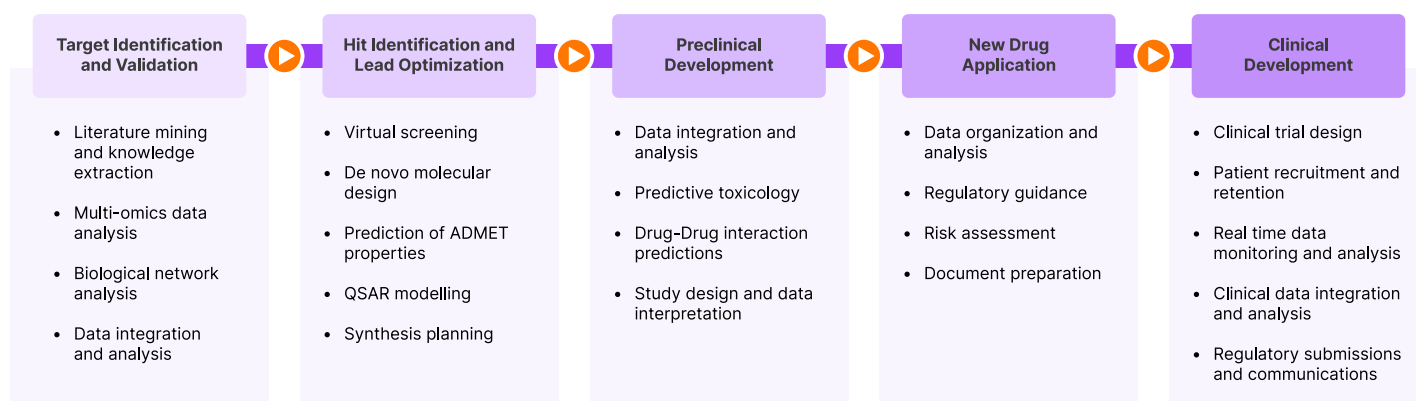 Target Identification
and Validation
• Literature mining
and knowledge
extraction
• Multi-omics data
analysis
• Biological network
analysis
• Data integration
and analysis
Hit Identification and
Lead Optimization
• Virtual screening
• De novo molecular
design
• Prediction of ADMET
properties
• QSAR modelling
• Synthesis planning
Preclinical
Development
• Data integration and
analysis
• Predictive toxicology
• Drug-Drug interaction
predictions
• Study design and data
interpretation
New Drug
Application
• Data organization and
analysis
• Regulatory guidance
• Risk assessment
• Document preparation
Clinical
Development
• Clinical trial design
• Patient recruitment and
retention
• Real time data
monitoring and analysis
• Clinical data integration
and analysis
• Regulatory submissions
and communications